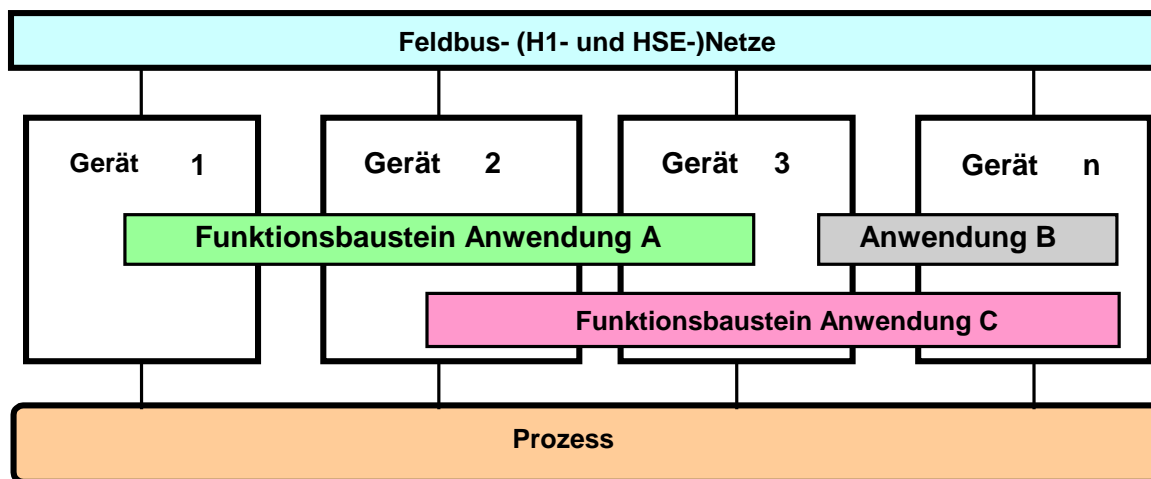 Feldbus- (H1- und HSE-)Netze
Gerät 1
Gerät 2
Gerät 3
Gerät n
Funktionsbaustein Anwendung A
Anwendung B
Funktionsbaustein Anwendung C
Prozess